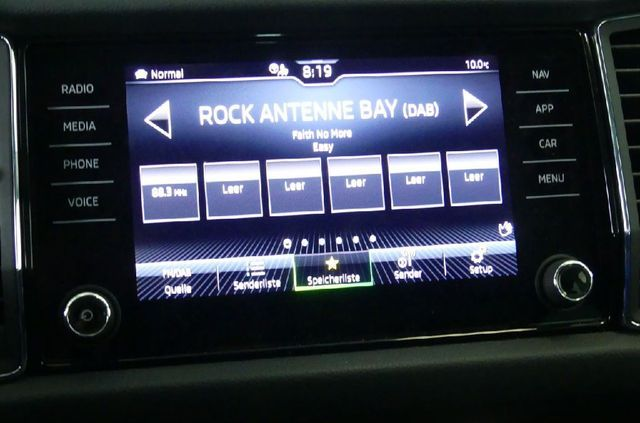 RADIO
MEDIA
PHONE
VOICE
Normal
8:19
10.0°C
ROCK ANTENNE BAY (DAB)
Faith No More
Easy
88.3 MHz
Leer
Leer
Leer
Leer
Leer
FM/DAB
Quelle
Senderliste
Speicherliste
Sender
Setup
NAV
APP
CAR
MENU